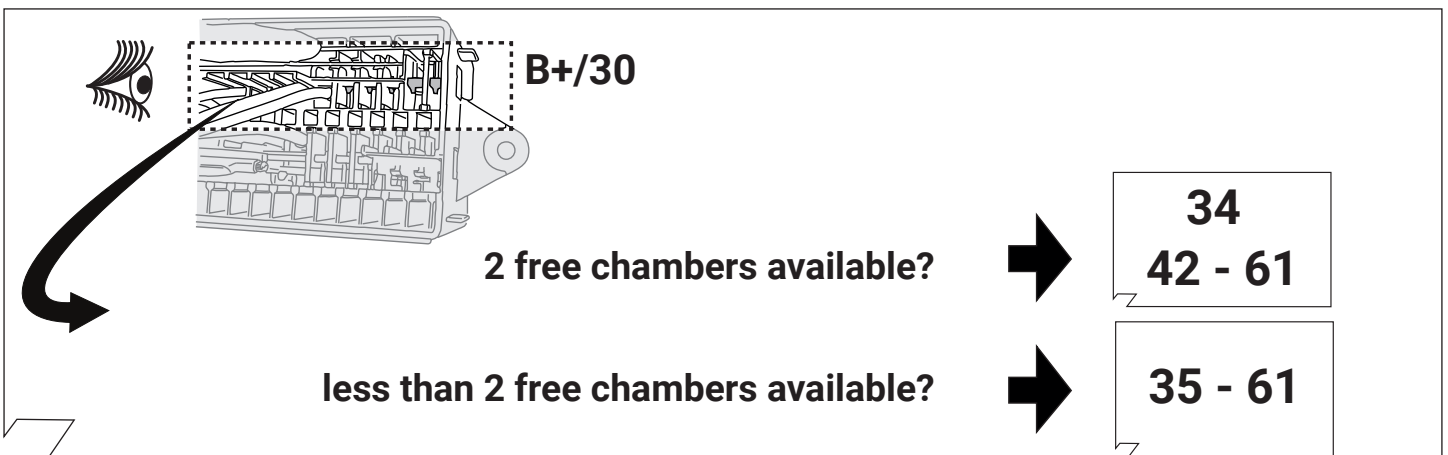 B+/30
2 free chambers available?
34
42 - 61
less than 2 free chambers available?
35 - 61